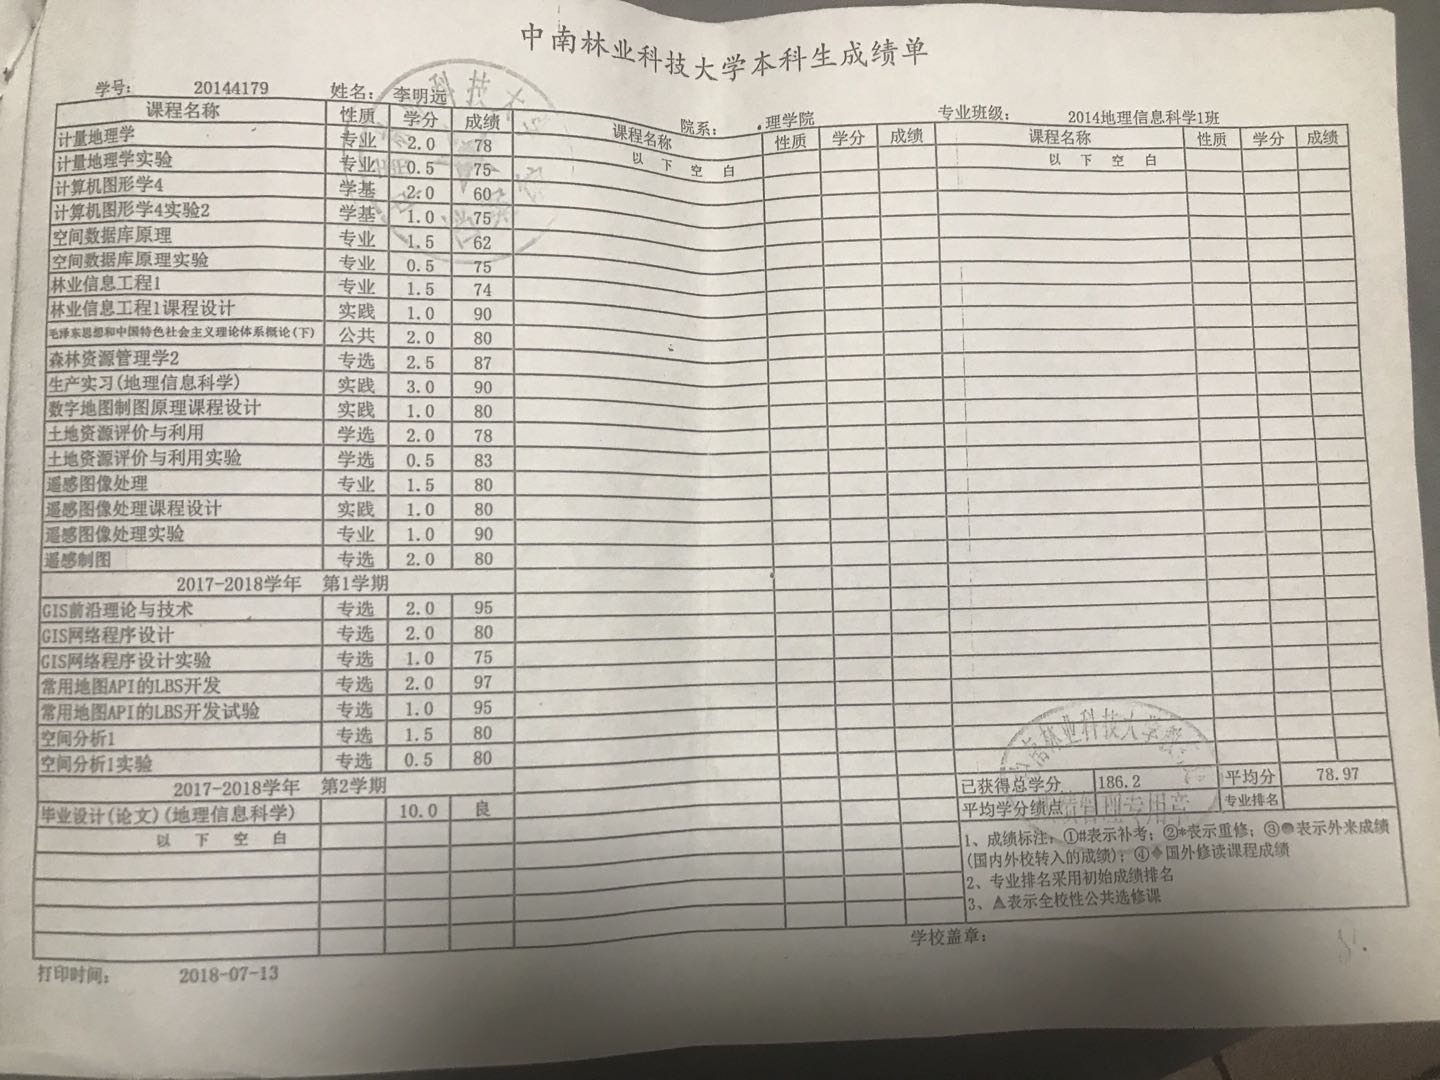 中南林业科技大学本科生成绩单
学号: 20144179 姓名: 李明远 院系: 理学院 专业班级: 2014地理信息科学1班
课程名称 性质 学分 成绩 课程名称 性质 学分 成绩 课程名称 性质 学分 成绩
计量地理学 专业 2.0 78 以下空白 以下空白
计量地理学实验 专业 0.5 75
计算机图形学4 学基 2.0 60
计算机图形学4实验2 学基 1.0 75
空间数据库原理 专业 1.5 62
空间数据库原理实验 专业 0.5 75
林业信息工程1 专业 1.5 74
林业信息工程1课程设计 实践 1.0 90
毛泽东思想和中国特色社会主义理论体系概论(下) 公共 2.0 80
森林资源管理学2 专选 2.5 87
生产实习(地理信息科学) 实践 3.0 90
数字地图制图原理课程设计 实践 1.0 80
土地资源评价与利用 学选 2.0 78
土地资源评价与利用实验 学选 0.5 83
遥感图像处理 专业 1.5 80
遥感图像处理课程设计 实践 1.0 80
遥感图像处理实验 专业 1.0 90
遥感制图 专选 2.0 80
2017-2018学年 第1学期
GIS前沿理论与技术 专选 2.0 95
GIS网络程序设计 专选 2.0 80
GIS网络程序设计实验 专选 1.0 75
常用地图API的LBS开发 专选 2.0 97
常用地图API的LBS开发试验 专选 1.0 95
空间分析1 专选 1.5 80
空间分析1实验 专选 0.5 80
2017-2018学年 第2学期
毕业设计(论文)(地理信息科学) 10.0 良
以下空白
已获得总学分 186.2 平均分 78.97
平均学分绩点 专业排名
1、成绩标注:①#表示补考;②*表示重修;③●表示外来成绩
(国内外校转入的成绩);④◆国外修读课程成绩
2、专业排名采用初始成绩排名
3、▲表示全校性公共选修课
学校盖章:
打印时间: 2018-07-13